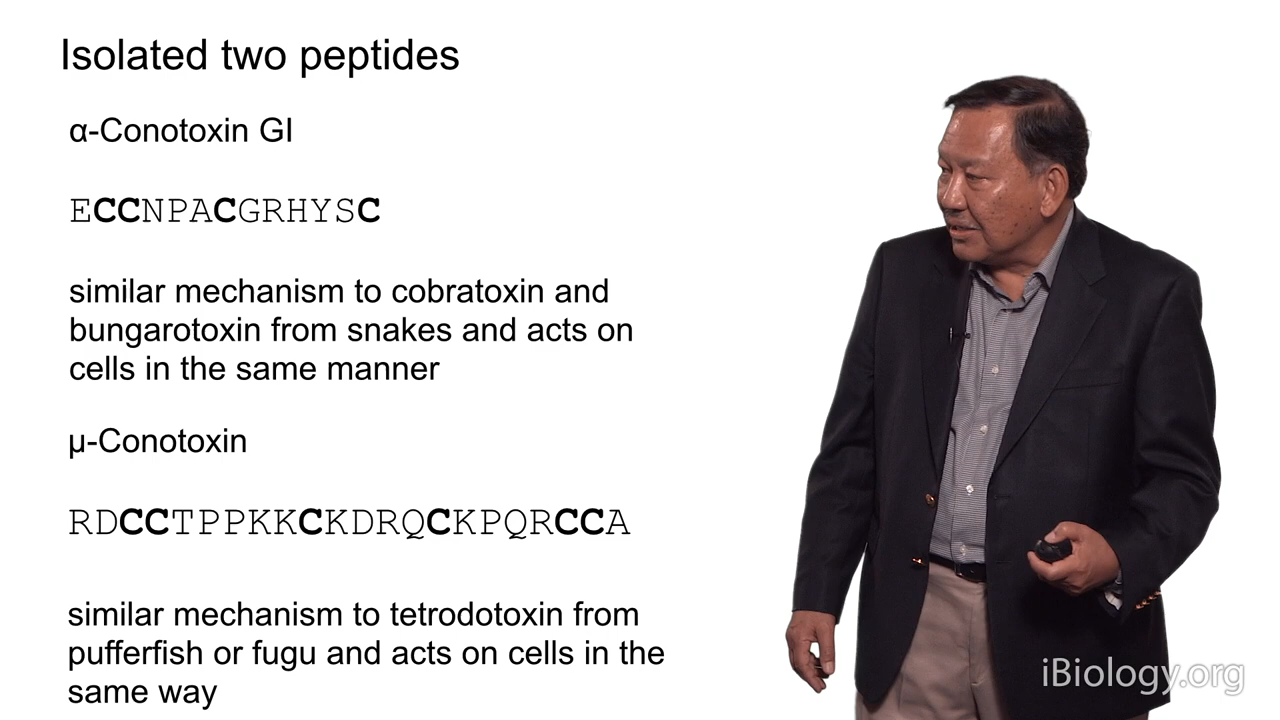 Isolated two peptides
α-Conotoxin GI
ECCNPACGRHYSC
similar mechanism to cobratoxin and
bungarotoxin from snakes and acts on
cells in the same manner
μ-Conotoxin
RDCCTPPKKCKDRQCKPQRCCA
similar mechanism to tetrodotoxin from
pufferfish or fugu and acts on cells in the
same way
iBiology.org